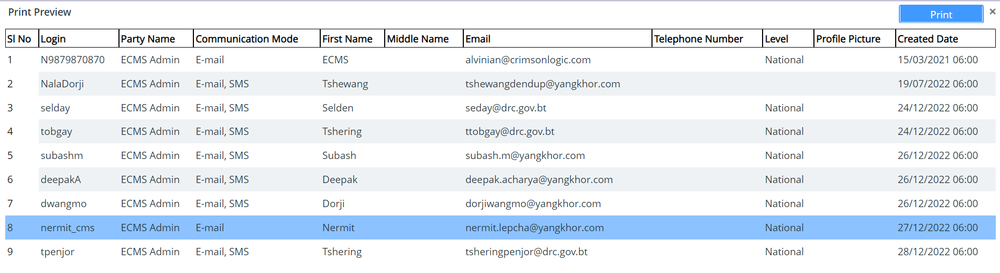 Print Preview
Print ×
Sl No Login Party Name Communication Mode First Name Middle Name Email Telephone Number Level Profile Picture Created Date
1 N9879870870 ECMS Admin E-mail ECMS alvinian@crimsonlogic.com National 15/03/2021 06:00
2 NalaDorji ECMS Admin E-mail, SMS Tshewang tshewangdendup@yangkhor.com 19/07/2022 06:00
3 selday ECMS Admin E-mail, SMS Selden seday@drc.gov.bt National 24/12/2022 06:00
4 tobgay ECMS Admin E-mail, SMS Tshering ttobgay@drc.gov.bt National 24/12/2022 06:00
5 subashm ECMS Admin E-mail, SMS Subash subash.m@yangkhor.com National 26/12/2022 06:00
6 deepakA ECMS Admin E-mail, SMS Deepak deepak.acharya@yangkhor.com National 26/12/2022 06:00
7 dwangmo ECMS Admin E-mail, SMS Dorji dorjiwangmo@yangkhor.com National 26/12/2022 06:00
8 nermit_cms ECMS Admin E-mail Nermit nermit.lepcha@yangkhor.com National 27/12/2022 06:00
9 tpenjor ECMS Admin E-mail, SMS Tshering tsheringpenjor@drc.gov.bt National 28/12/2022 06:00